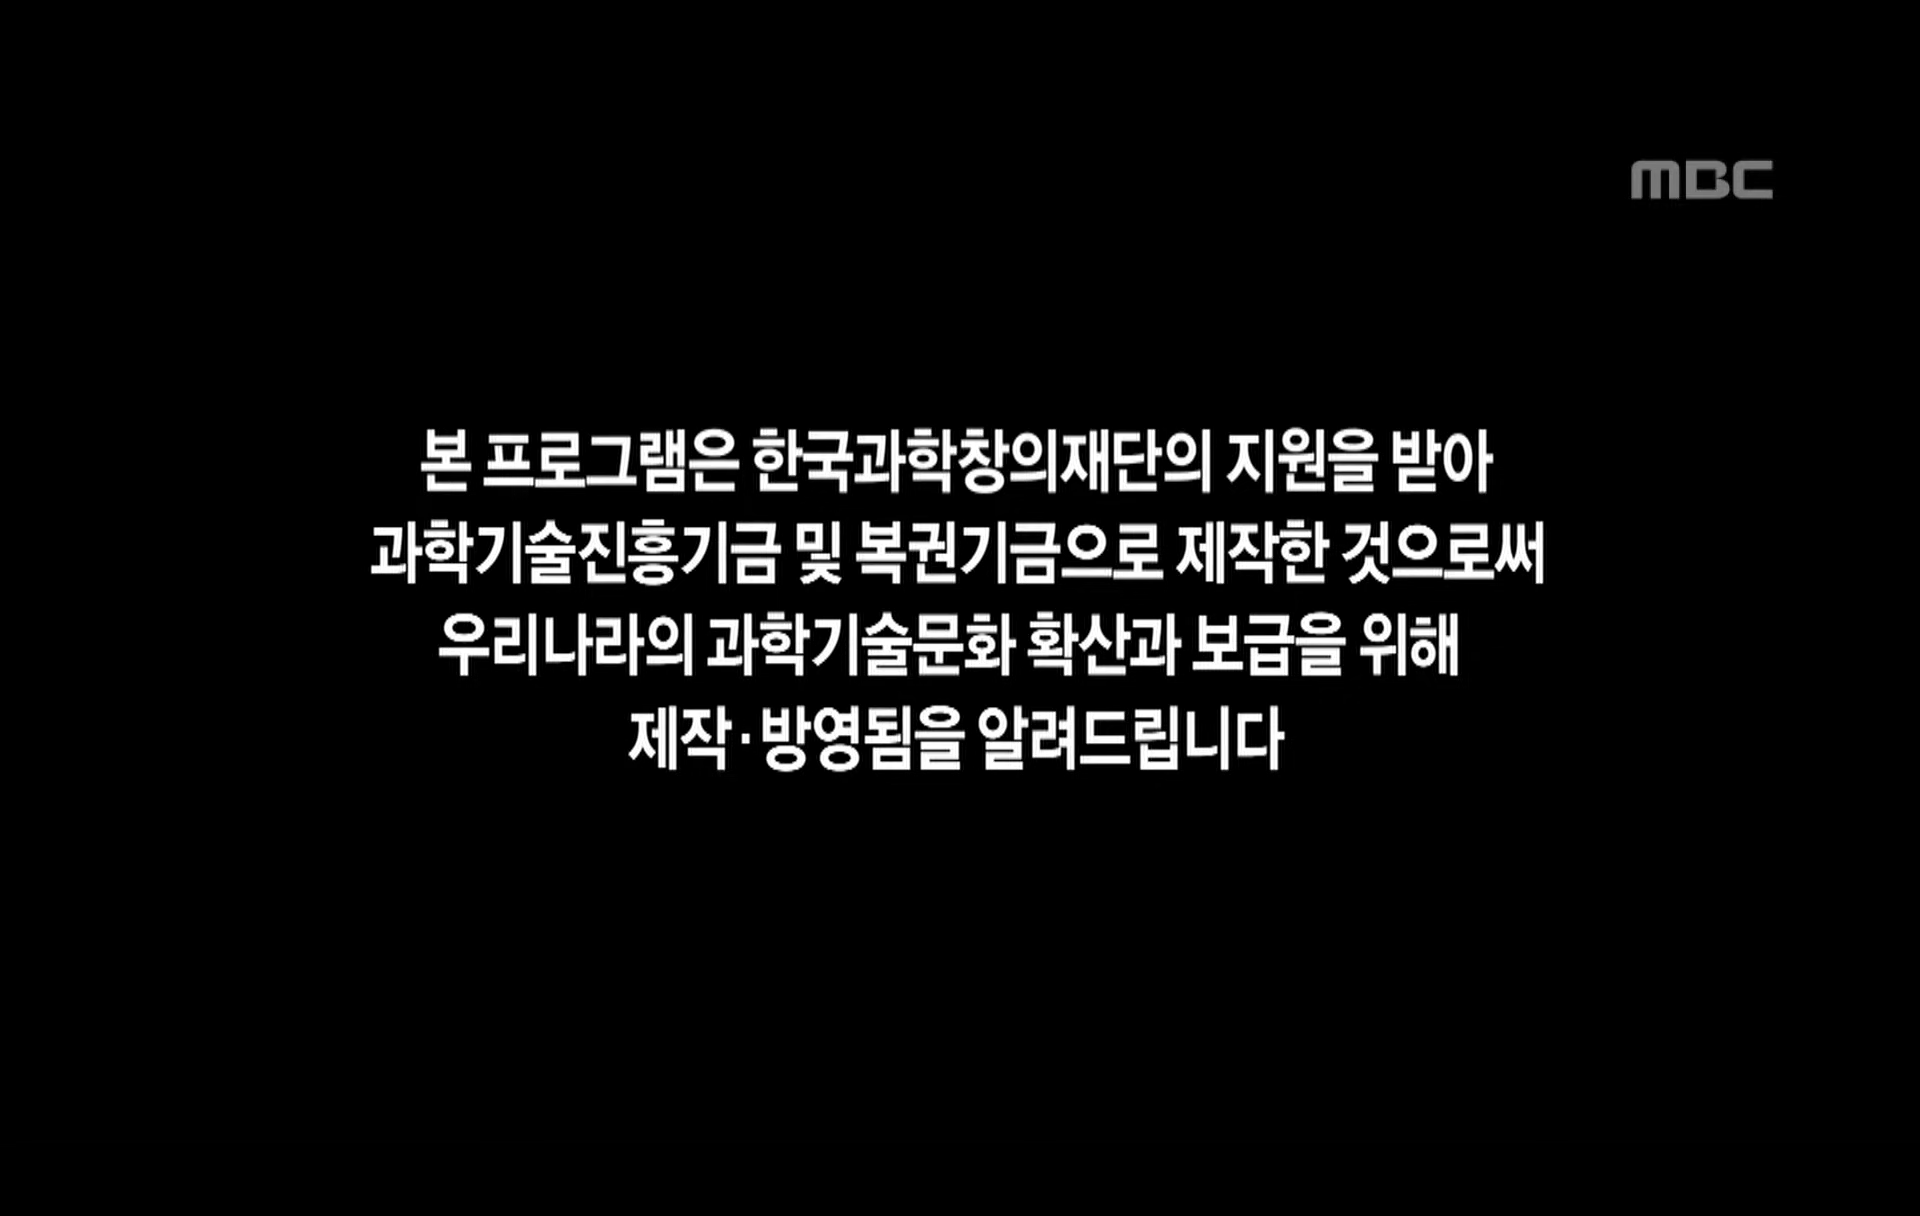 MBC
본 프로그램은 한국과학창의재단의 지원을 받아
과학기술진흥기금 및 복권기금으로 제작한 것으로써
우리나라의 과학기술문화 확산과 보급을 위해
제작·방영됨을 알려드립니다